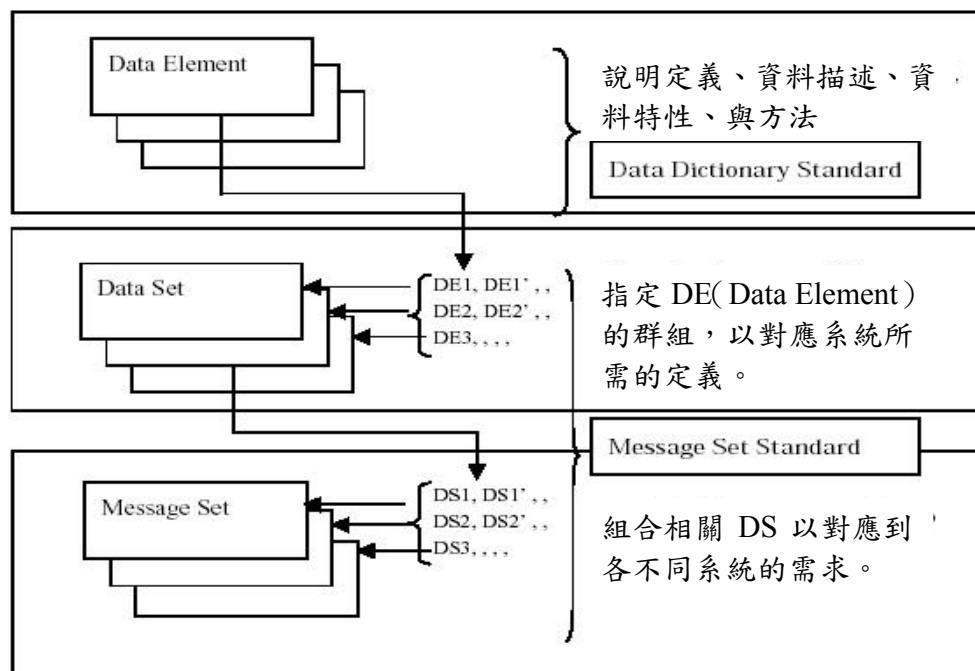 Data Element
說明定義、資料描述、資
料特性、與方法
Data Dictionary Standard
Data Set
DE1, DE1’ , ,
DE2, DE2’ , ,
DE3, , , ,
指定 DE（Data Element）
的群組，以對應系統所
需的定義。
Message Set Standard
Message Set
DS1, DS1’ , ,
DS2, DS2’ , ,
DS3, , , ,
組合相關 DS 以對應到
各不同系統的需求。